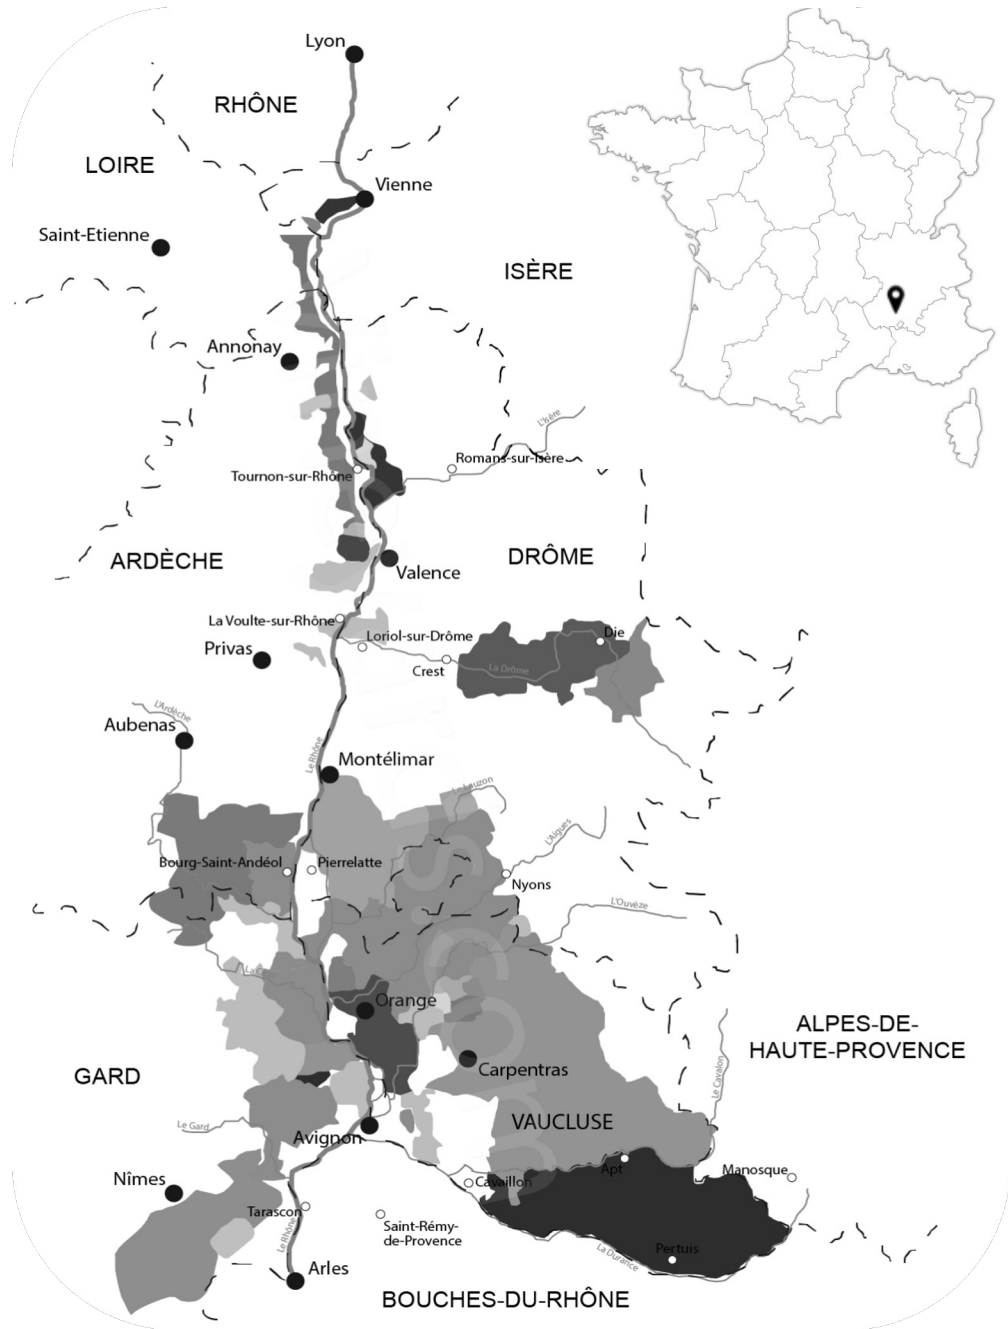 Lyon
RHÔNE
LOIRE
Vienne
Saint-Etienne
ISÈRE
Annonay
L'Isère
Romans-sur-Isère
Tournon-sur-Rhône
ARDÈCHE
DRÔME
Valence
La Voulte-sur-Rhône
Loriol-sur-Drôme
Die
Privas
Crest
La Drôme
L'Ardèche
Aubenas
Le Rhône
Montélimar
Le Lauzon
L'Aigues
Bourg-Saint-Andéol
Pierrelatte
Nyons
L'Ouvèze
Orange
ALPES-DE-
HAUTE-PROVENCE
GARD
Carpentras
Le Cavalon
VAUCLUSE
Le Gard
Avignon
Apt
Manosque
Nîmes
Cavaillon
Tarascon
Saint-Rémy-
de-Provence
Le Rhône
La Durance
Pertuis
Arles
BOUCHES-DU-RHÔNE